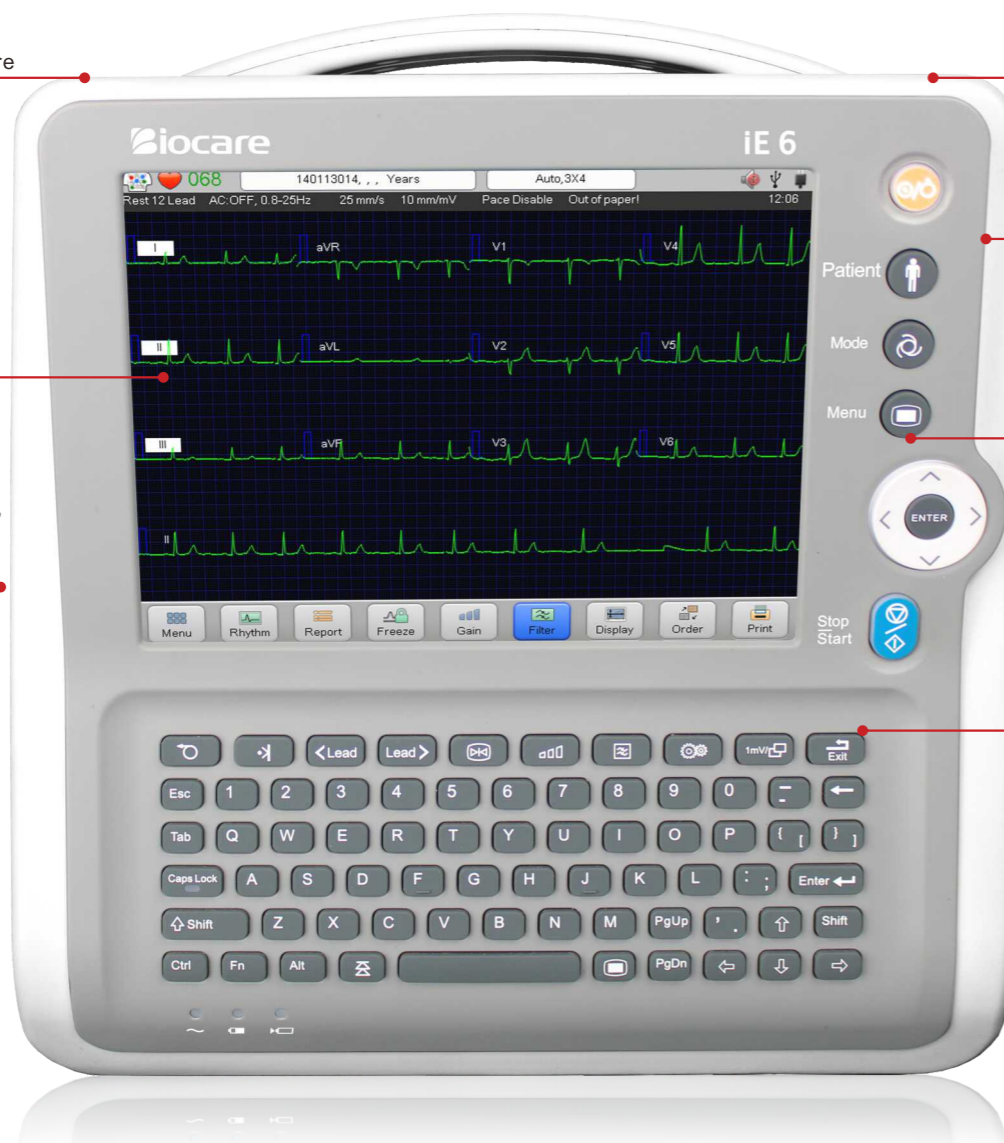 re
Biocare
iE 6
068
140113014, , , Years
Auto,3X4
Rest 12 Lead AC:OFF, 0.8-25Hz 25 mm/s 10 mm/mV Pace Disable Out of paper! 12:06
I aVR V1 V4
II aVL V2 V5
III aVF V3 V6
II
Menu Rhythm Report Freeze Gain Filter Display Order Print
Patient
Mode
Menu
ENTER
Stop
Start
<Lead Lead> 1mV/ Exit
Esc 1 2 3 4 5 6 7 8 9 0 - _
Tab Q W E R T Y U I O P { [ } ]
Caps Lock A S D F G H J K L : ; Enter
Shift Z X C V B N M PgUp ' . Shift
Ctrl Fn Alt PgDn